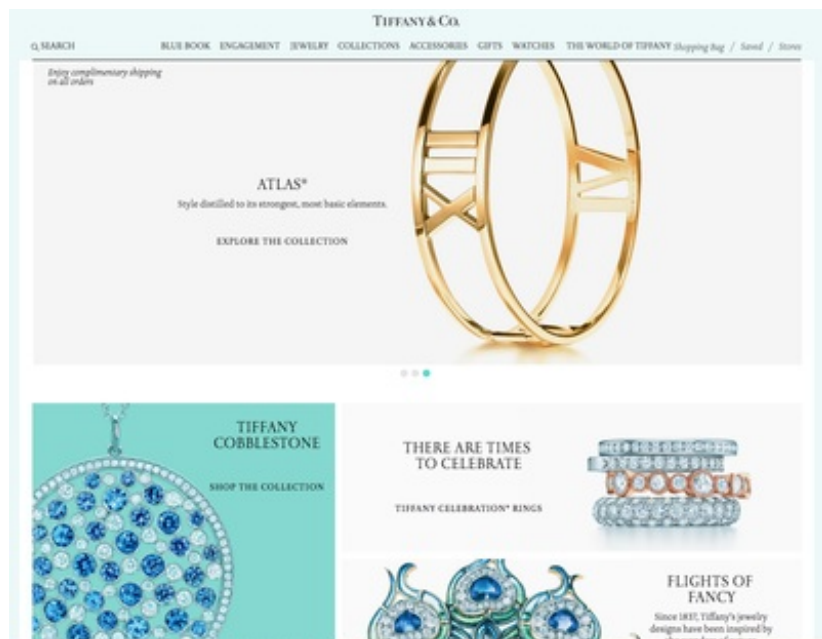 TIFFANY & CO.
SEARCH
BLUE BOOK ENGAGEMENT JEWELRY COLLECTIONS ACCESSORIES GIFTS WATCHES THE WORLD OF TIFFANY Shopping Bag / Saved / Stores
Enjoy complimentary shipping
on all orders
XII
IV
ATLAS®
Style distilled to its strongest, most basic elements.
EXPLORE THE COLLECTION
TIFFANY
COBBLESTONE
SHOP THE COLLECTION
THERE ARE TIMES
TO CELEBRATE
TIFFANY CELEBRATION® RINGS
FLIGHTS OF
FANCY
Since 1837, Tiffany's jewelry
designs have been inspired by